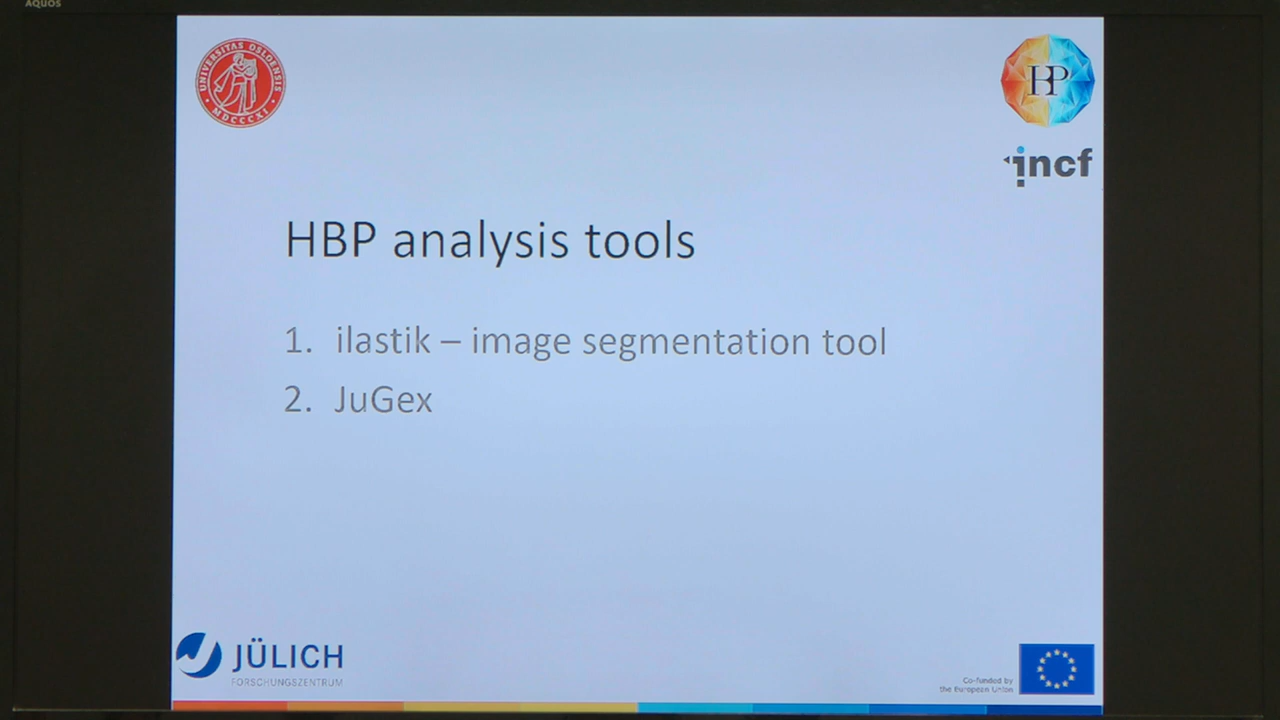 AQUOS
UNIVERSITAS OSLOENSIS
MDCCCXI
HBP
incf
HBP analysis tools
1. ilastik – image segmentation tool
2. JuGex
JÜLICH
FORSCHUNGSZENTRUM
Co-funded by
the European Union